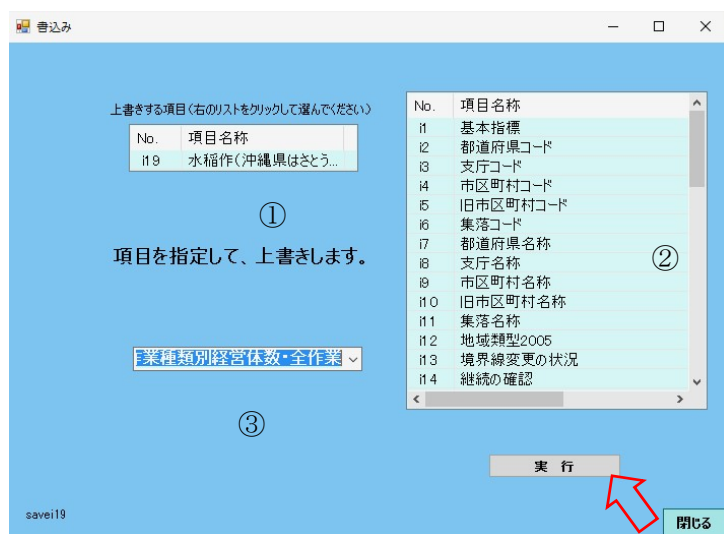 書込み
上書きする項目(右のリストをクリックして選んでください)
No. 項目名称
i19 水稲作(沖縄県はさとう...
①
項目を指定して、上書きします。
業種類別経営体数・全作業
③
No. 項目名称
i1 基本指標
i2 都道府県コード
i3 支庁コード
i4 市区町村コード
i5 旧市区町村コード
i6 集落コード
i7 都道府県名称
i8 支庁名称
i9 市区町村名称
i10 旧市区町村名称
i11 集落名称
i12 地域類型2005
i13 境界線変更の状況
i14 継続の確認
②
実 行
savei19
閉じる